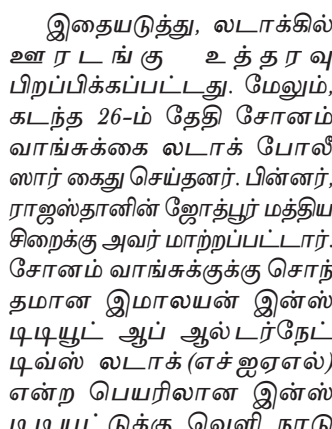 இதையடுத்து, லடாக்கில்
ஊரடங்கு உத்தரவு
பிறப்பிக்கப்பட்டது. மேலும்,
கடந்த 26-ம் தேதி சோனம்
வாங்சுக்கை லடாக் போலீ
ஸார் கைது செய்தனர். பின்னர்,
ராஜஸ்தானின் ஜோத்பூர் மத்திய
சிறைக்கு அவர் மாற்றப்பட்டார்.
சோனம் வாங்சுக்குக்கு சொந்
தமான இமாலயன் இன்ஸ்
டிடியூட் ஆப் ஆல்டர்நேட்
டிவ்ஸ் லடாக் (எச்ஐஏஎல்)
என்ற பெயரிலான இன்ஸ்
டிடியூட்டுக்கு வெளி நாடு